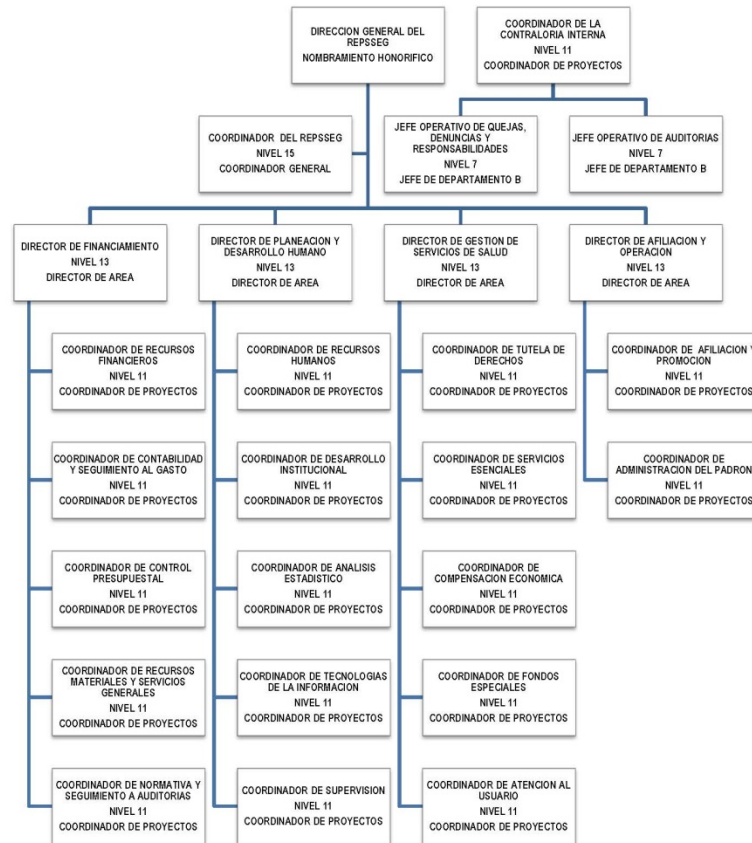 DIRECCION GENERAL DEL
REPSSEG
NOMBRAMIENTO HONORIFICO
COORDINADOR DE LA
CONTRALORIA INTERNA
NIVEL 11
COORDINADOR DE PROYECTOS
COORDINADOR DEL REPSSEG
NIVEL 15
COORDINADOR GENERAL
JEFE OPERATIVO DE QUEJAS,
DENUNCIAS Y
RESPONSABILIDADES
NIVEL 7
JEFE DE DEPARTAMENTO B
JEFE OPERATIVO DE AUDITORIAS
NIVEL 7
JEFE DE DEPARTAMENTO B
DIRECTOR DE FINANCIAMIENTO
NIVEL 13
DIRECTOR DE AREA
DIRECTOR DE PLANEACION Y
DESARROLLO HUMANO
NIVEL 13
DIRECTOR DE AREA
DIRECTOR DE GESTION DE
SERVICIOS DE SALUD
NIVEL 13
DIRECTOR DE AREA
DIRECTOR DE AFILIACION Y
OPERACION
NIVEL 13
DIRECTOR DE AREA
COORDINADOR DE RECURSOS
FINANCIEROS
NIVEL 11
COORDINADOR DE PROYECTOS
COORDINADOR DE RECURSOS
HUMANOS
NIVEL 11
COORDINADOR DE PROYECTOS
COORDINADOR DE TUTELA DE
DERECHOS
NIVEL 11
COORDINADOR DE PROYECTOS
COORDINADOR DE AFILIACION Y
PROMOCION
NIVEL 11
COORDINADOR DE PROYECTOS
COORDINADOR DE CONTABILIDAD
Y SEGUIMIENTO AL GASTO
NIVEL 11
COORDINADOR DE PROYECTOS
COORDINADOR DE DESARROLLO
INSTITUCIONAL
NIVEL 11
COORDINADOR DE PROYECTOS
COORDINADOR DE SERVICIOS
ESENCIALES
NIVEL 11
COORDINADOR DE PROYECTOS
COORDINADOR DE
ADMINISTRACION DEL PADRON
NIVEL 11
COORDINADOR DE PROYECTOS
COORDINADOR DE CONTROL
PRESUPUESTAL
NIVEL 11
COORDINADOR DE PROYECTOS
COORDINADOR DE ANALISIS
ESTADISTICO
NIVEL 11
COORDINADOR DE PROYECTOS
COORDINADOR DE
COMPENSACION ECONOMICA
NIVEL 11
COORDINADOR DE PROYECTOS
COORDINADOR DE RECURSOS
MATERIALES Y SERVICIOS
GENERALES
NIVEL 11
COORDINADOR DE PROYECTOS
COORDINADOR DE TECNOLOGIAS
DE LA INFORMACION
NIVEL 11
COORDINADOR DE PROYECTOS
COORDINADOR DE FONDOS
ESPECIALES
NIVEL 11
COORDINADOR DE PROYECTOS
COORDINADOR DE NORMATIVA Y
SEGUIMIENTO A AUDITORIAS
NIVEL 11
COORDINADOR DE PROYECTOS
COORDINADOR DE SUPERVISION
NIVEL 11
COORDINADOR DE PROYECTOS
COORDINADOR DE ATENCION AL
USUARIO
NIVEL 11
COORDINADOR DE PROYECTOS